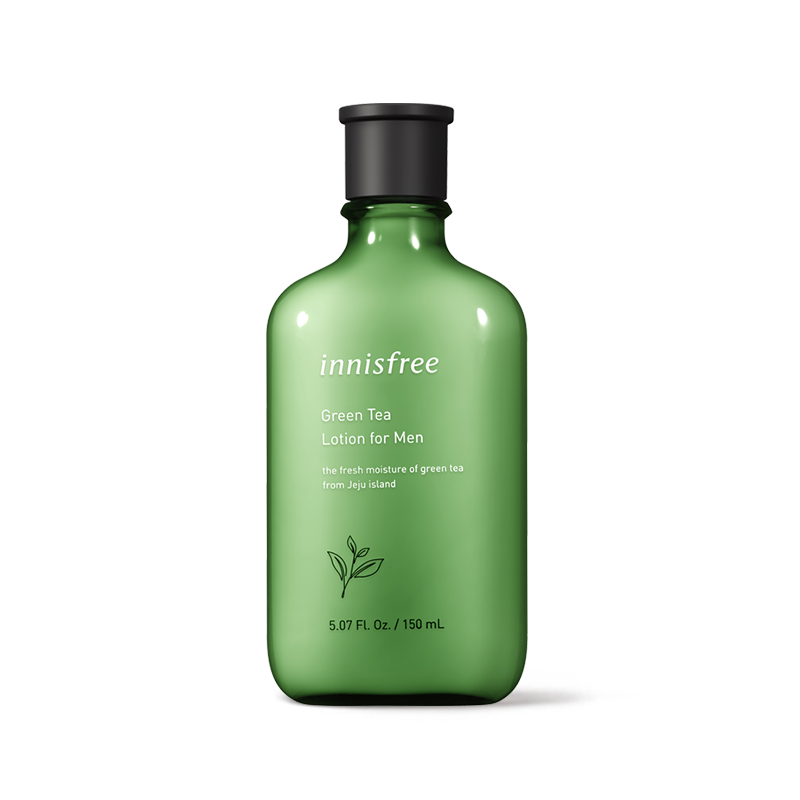 innisfree
Green Tea
Lotion for Men
the fresh moisture of green tea
from Jeju island
5.07 Fl. Oz. / 150 mL